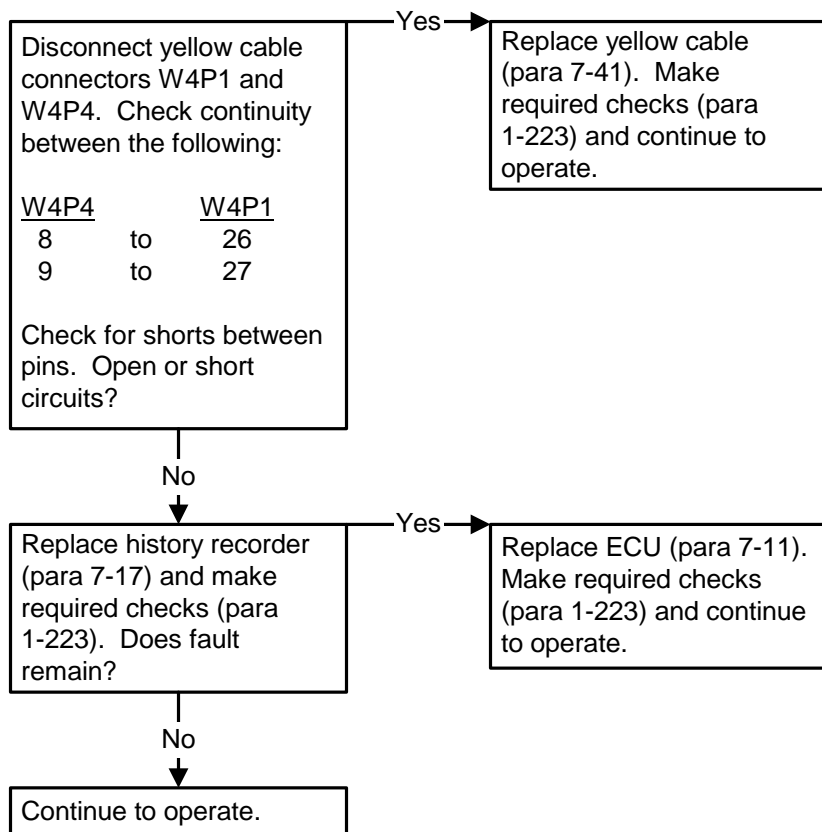 Disconnect yellow cable
connectors W4P1 and
W4P4. Check continuity
between the following:
W4P4 W4P1
8 to 26
9 to 27
Check for shorts between
pins. Open or short
circuits?
Yes
Replace yellow cable
(para 7-41). Make
required checks (para
1-223) and continue to
operate.
No
Replace history recorder
(para 7-17) and make
required checks (para
1-223). Does fault
remain?
Yes
Replace ECU (para 7-11).
Make required checks
(para 1-223) and continue
to operate.
No
Continue to operate.